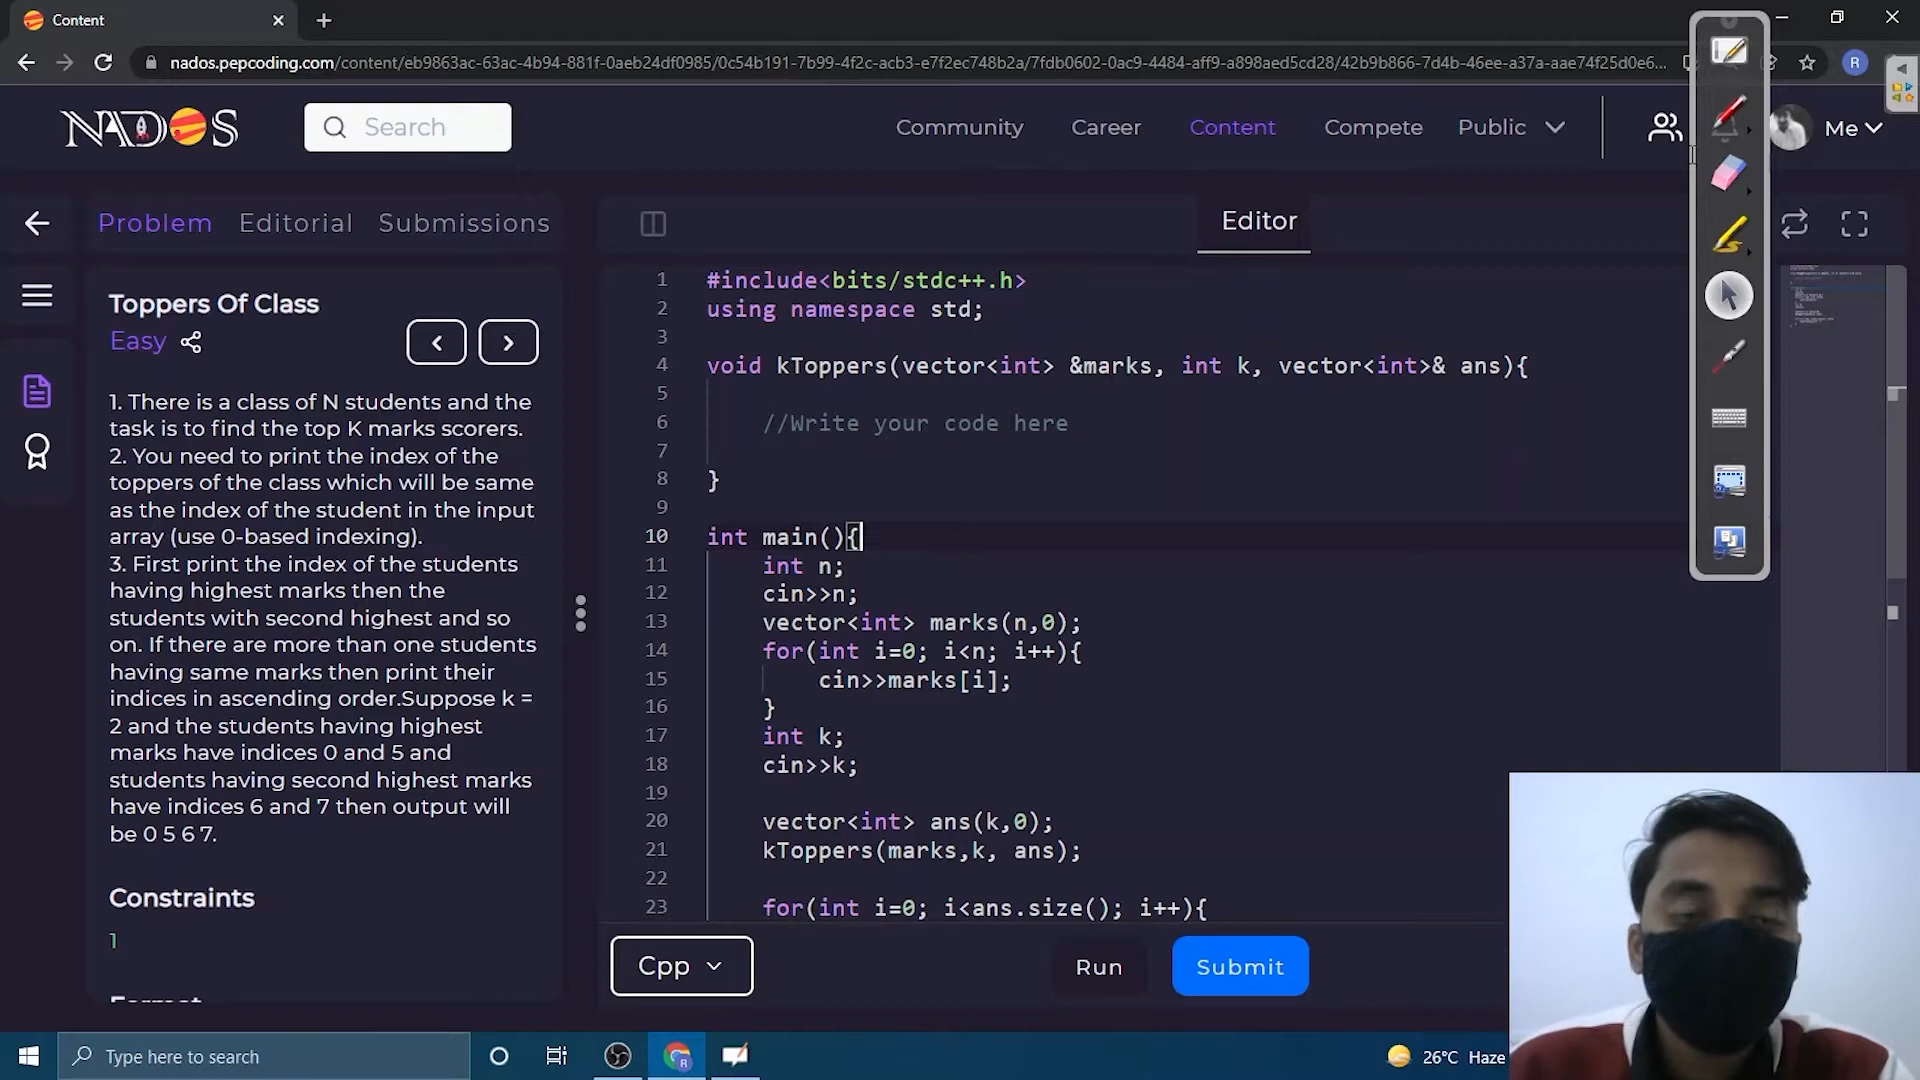 Content
nados.pepcoding.com/content/eb9863ac-63ac-4b94-881f-0aeb24df0985/0c54b191-7b99-4f2c-acb3-e7f2ec748b2a/7fdb0602-0ac9-4484-aff9-a898aed5cd28/42b9b866-7d4b-46ee-a37a-aae74f25d0e6...
R
NADOS
Search
Community
Career
Content
Compete
Public
Me
Problem
Editorial
Submissions
Editor
Toppers Of Class
Easy
1. There is a class of N students and the
task is to find the top K marks scorers.
2. You need to print the index of the
toppers of the class which will be same
as the index of the student in the input
array (use 0-based indexing).
3. First print the index of the students
having highest marks then the
students with second highest and so
on. If there are more than one students
having same marks then print their
indices in ascending order.Suppose k =
2 and the students having highest
marks have indices 0 and 5 and
students having second highest marks
have indices 6 and 7 then output will
be 0 5 6 7.
Constraints
1
Format
1 #include<bits/stdc++.h>
2 using namespace std;
3
4 void kToppers(vector<int> &marks, int k, vector<int>& ans){
5
6 //Write your code here
7
8 }
9
10 int main(){
11 int n;
12 cin>>n;
13 vector<int> marks(n,0);
14 for(int i=0; i<n; i++){
15 cin>>marks[i];
16 }
17 int k;
18 cin>>k;
19
20 vector<int> ans(k,0);
21 kToppers(marks,k, ans);
22
23 for(int i=0; i<ans.size(); i++){
Cpp
Run
Submit
Type here to search
26°C Haze